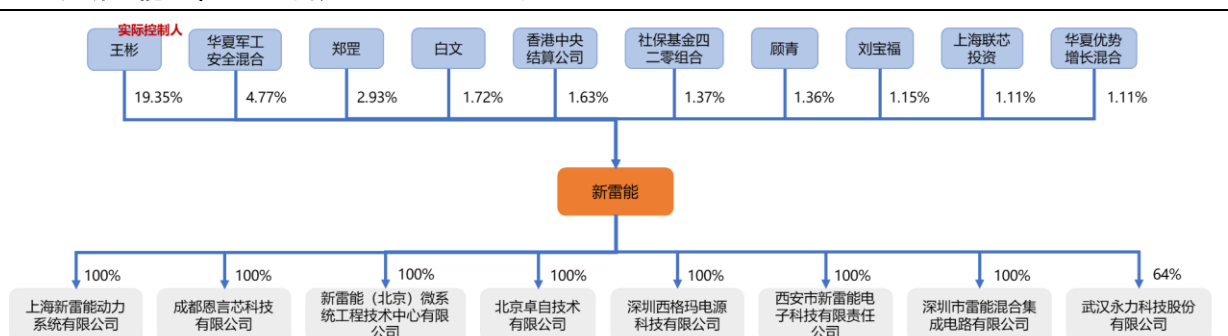 实际控制人
王彬
华夏军工
安全混合
郑罡
白文
香港中央
结算公司
社保基金四
二零组合
顾青
刘宝福
上海联芯
投资
华夏优势
增长混合
19.35%
4.77%
2.93%
1.72%
1.63%
1.37%
1.36%
1.15%
1.11%
1.11%
新雷能
100%
100%
100%
100%
100%
100%
100%
64%
上海新雷能动力
系统有限公司
成都恩言芯科技
有限公司
新雷能（北京）微系
统工程技术中心有限
公司
北京卓自技术
有限公司
深圳西格玛电源
科技有限公司
西安市新雷能电
子科技有限责任
公司
深圳市雷能混合集
成电路有限公司
武汉永力科技股份
有限公司